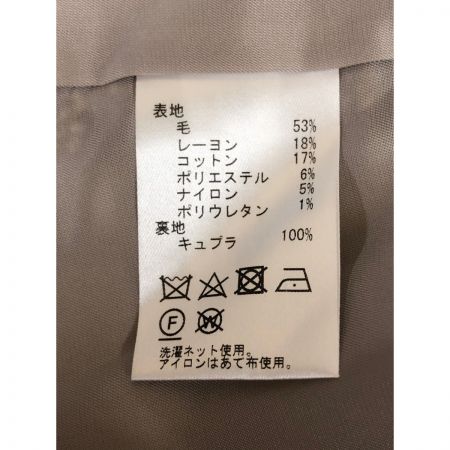 表地
毛 53%
レーヨン 18%
コットン 17%
ポリエステル 6%
ナイロン 5%
ポリウレタン 1%
裏地
キュプラ 100%
F W
洗濯ネット使用。
アイロンはあて布使用。